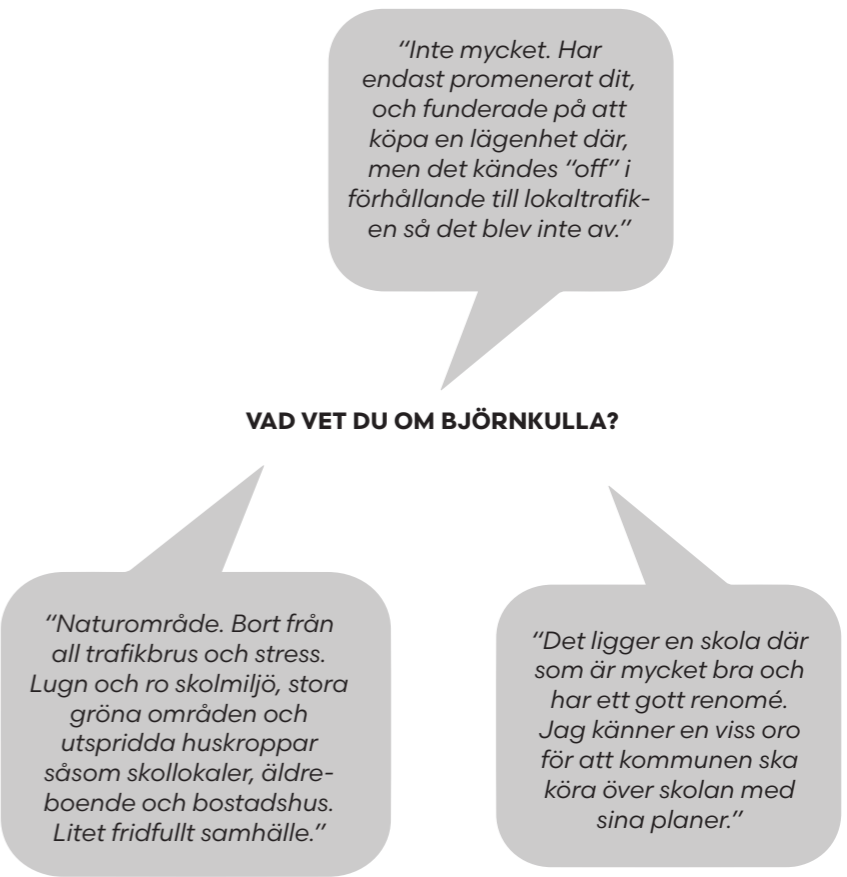 “Inte mycket. Har
endast promenerat dit,
och funderade på att
köpa en lägenhet där,
men det kändes “off” i
förhållande till lokaltrafik-
en så det blev inte av.”
VAD VET DU OM BJÖRNKULLA?
“Naturområde. Bort från
all trafikbrus och stress.
Lugn och ro skolmiljö, stora
gröna områden och
utspridda huskroppar
såsom skollokaler, äldre-
boende och bostadshus.
Litet fridfullt samhälle.”
“Det ligger en skola där
som är mycket bra och
har ett gott renomé.
Jag känner en viss oro
för att kommunen ska
köra över skolan med
sina planer.”